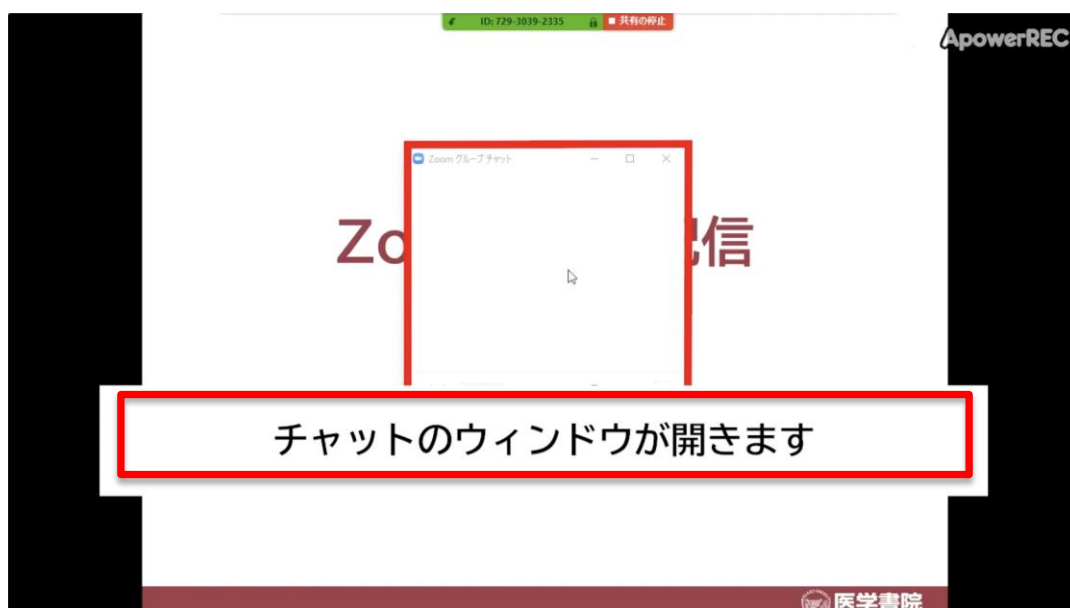 ID: 729-3039-2335
共有の停止
ApowerREC
Zoom グループチャット
Zo
信
チャットのウィンドウが開きます
医学書院